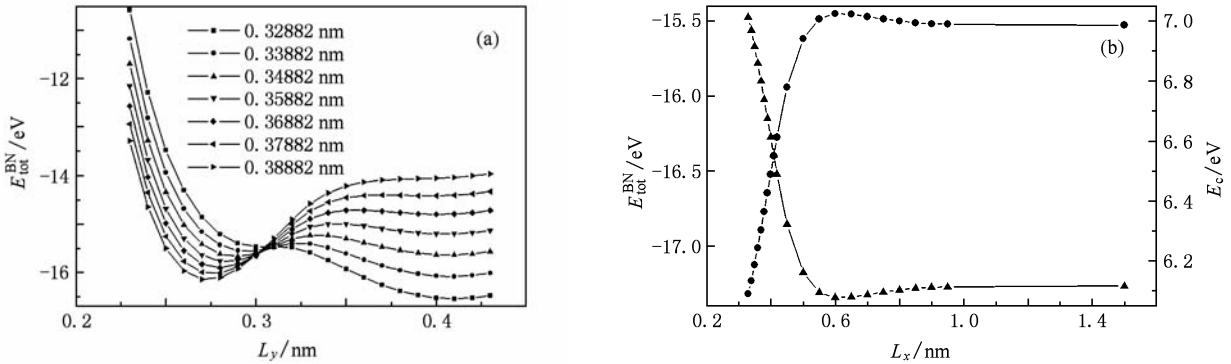 (a)
0.32882 nm
0.33882 nm
0.34882 nm
0.35882 nm
0.36882 nm
0.37882 nm
0.38882 nm
-12
-14
-16
E_tot^BN/eV
0.2
0.3
0.4
L_y/nm
(b)
-15.5
-16.0
-16.5
-17.0
E_tot^BN/eV
7.0
6.8
6.6
6.4
6.2
E_c/eV
0.2
0.6
1.0
1.4
L_x/nm